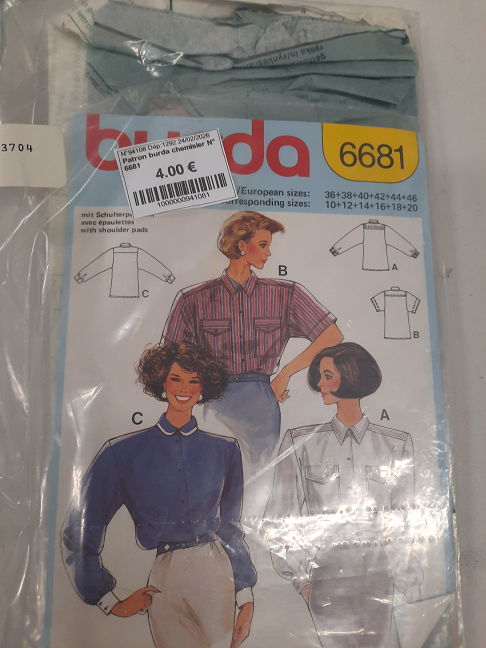 3704
burda
N°94108 Dép:1292 24/02/2026
Patron burda chemisier N°
6681
4.00 €
1000000941081
6681
/European sizes: 36+38+40+42+44+46
orresponding sizes: 10+12+14+16+18+20
mit Schulterp
avec épaulettes
with shoulder pads
C
B
A
B
C
A